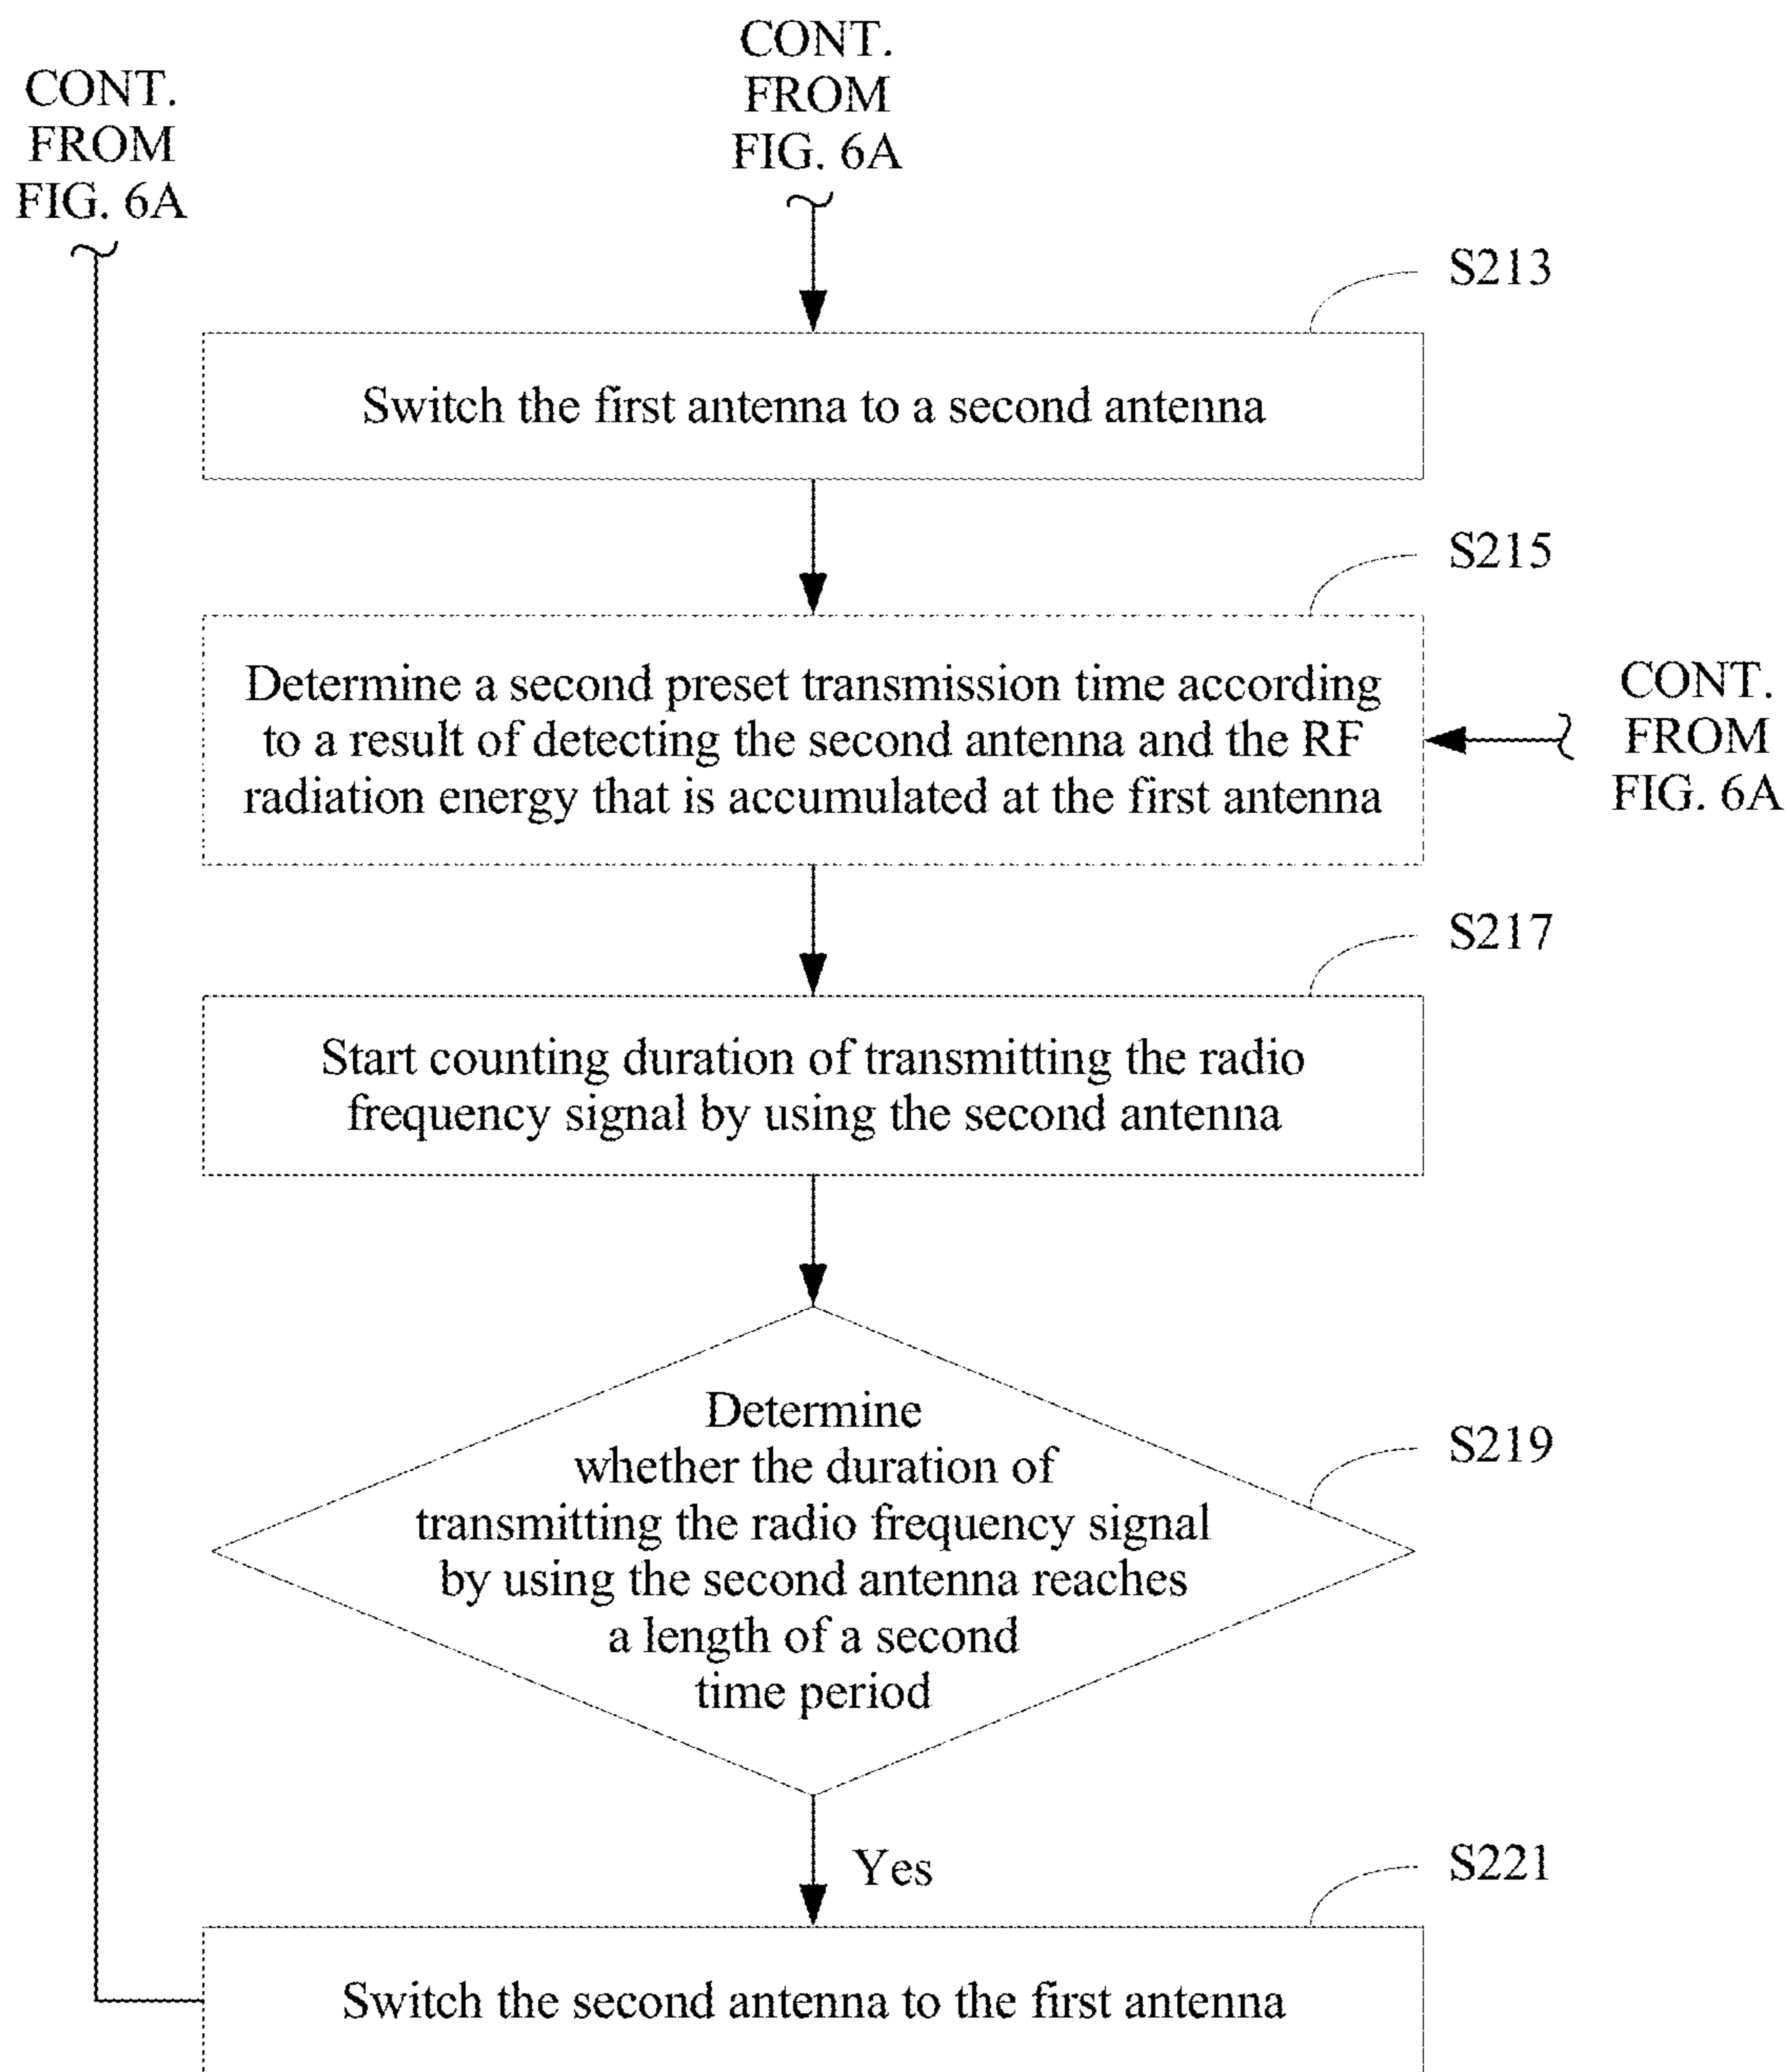 CONT.
FROM
FIG. 6A
CONT.
FROM
FIG. 6A
S213
Switch the first antenna to a second antenna
S215
Determine a second preset transmission time according
to a result of detecting the second antenna and the RF
radiation energy that is accumulated at the first antenna
CONT.
FROM
FIG. 6A
S217
Start counting duration of transmitting the radio
frequency signal by using the second antenna
Determine
whether the duration of
transmitting the radio frequency signal
by using the second antenna reaches
a length of a second
time period
S219
Yes
S221
Switch the second antenna to the first antenna